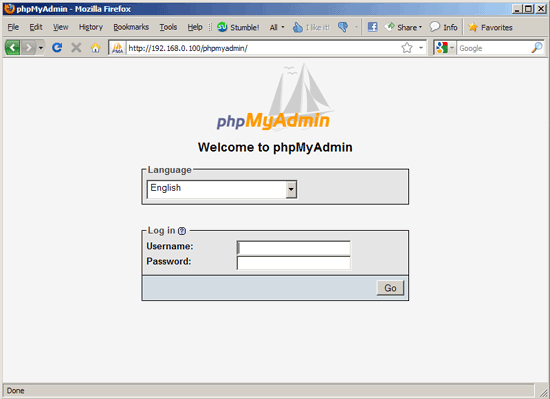 phpMyAdmin - Mozilla Firefox
File Edit View History Bookmarks Tools Help Stumble! All I like it! Share Info Favorites
PMA http://192.168.0.100/phpmyadmin/ Google
phpMyAdmin
Welcome to phpMyAdmin
Language
English
Log in
Username:
Password:
Go
Done